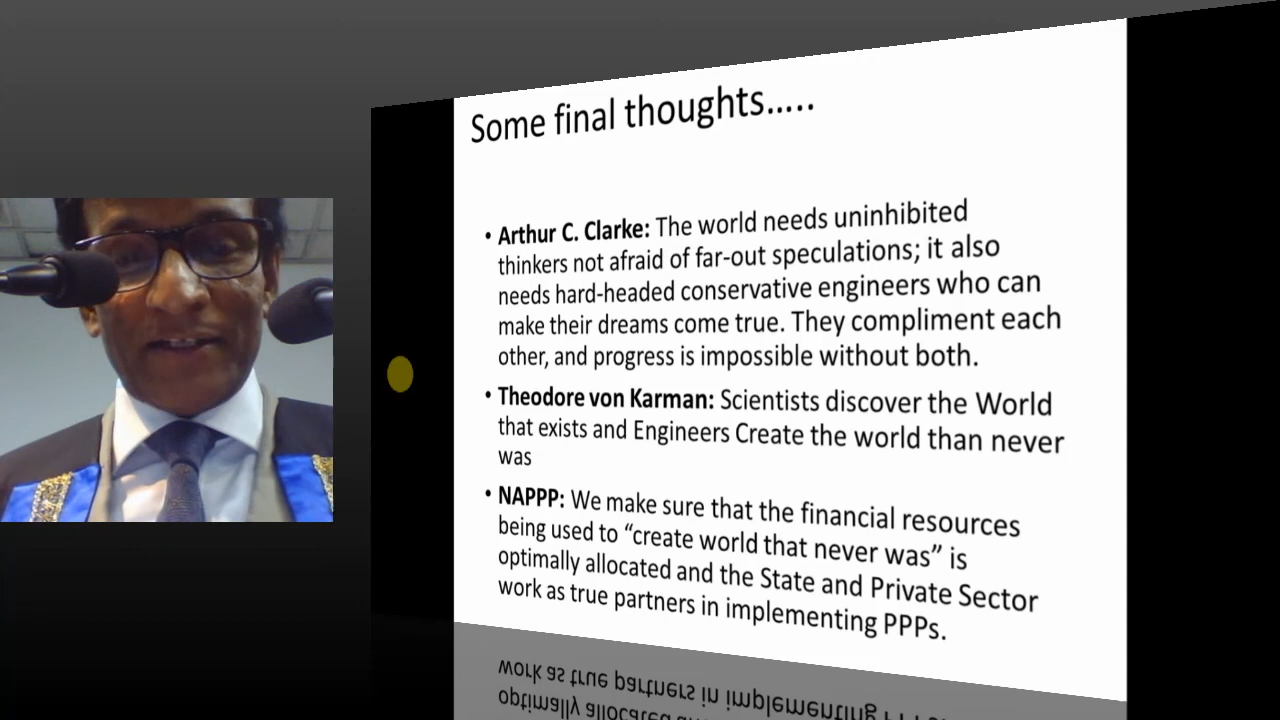 Some final thoughts.....
• Arthur C. Clarke: The world needs uninhibited
thinkers not afraid of far-out speculations; it also
needs hard-headed conservative engineers who can
make their dreams come true. They compliment each
other, and progress is impossible without both.
• Theodore von Karman: Scientists discover the World
that exists and Engineers Create the world than never
was
• NAPPP: We make sure that the financial resources
being used to “create world that never was” is
optimally allocated and the State and Private Sector
work as true partners in implementing PPPs.